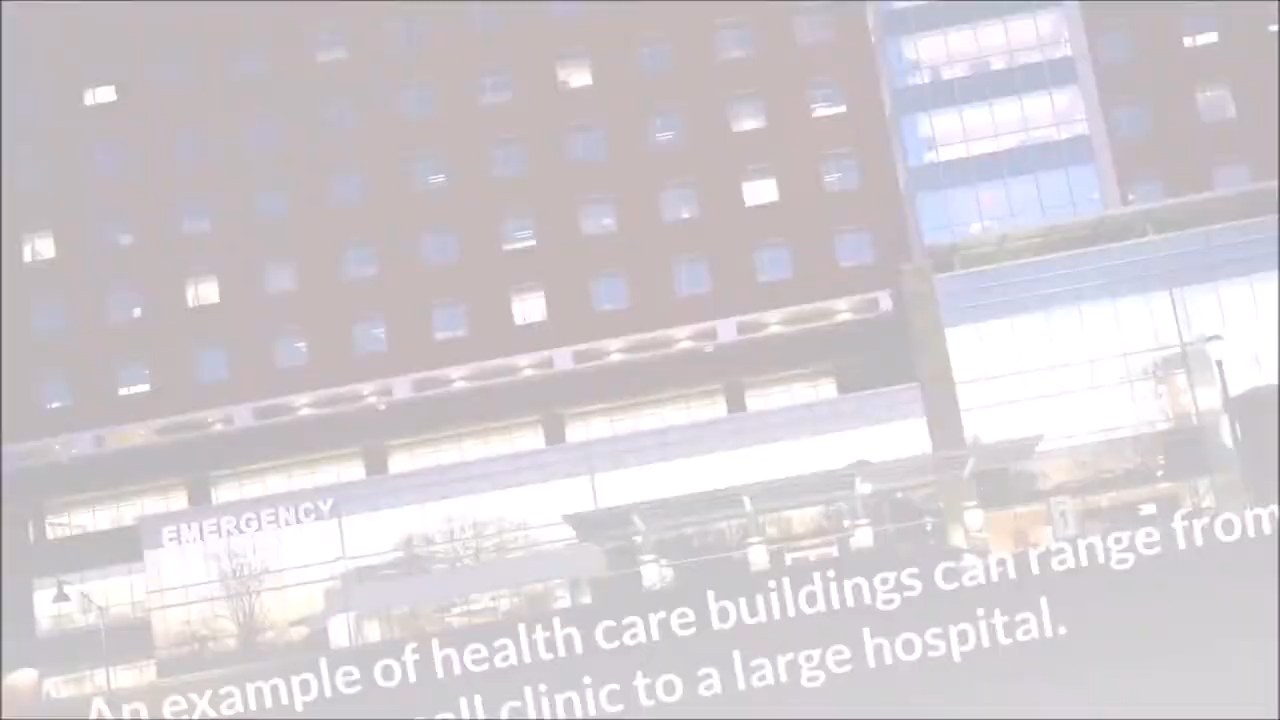 EMERGENCY
An example of health care buildings can range from
clinic to a large hospital.